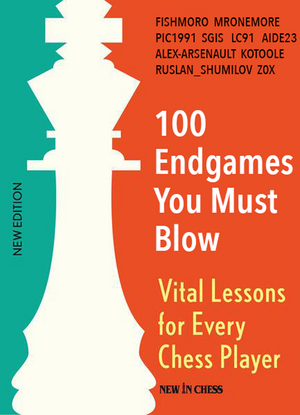 FISHMORO MRONEMORE
PIC1991 SGIS LC91 AIDE23
ALEX-ARSENAULT KOTOOLE
RUSLAN_SHUMILOV ZOX
100
Endgames
You Must
Blow
NEW EDITION
Vital Lessons
for Every
Chess Player
NEW IN CHESS